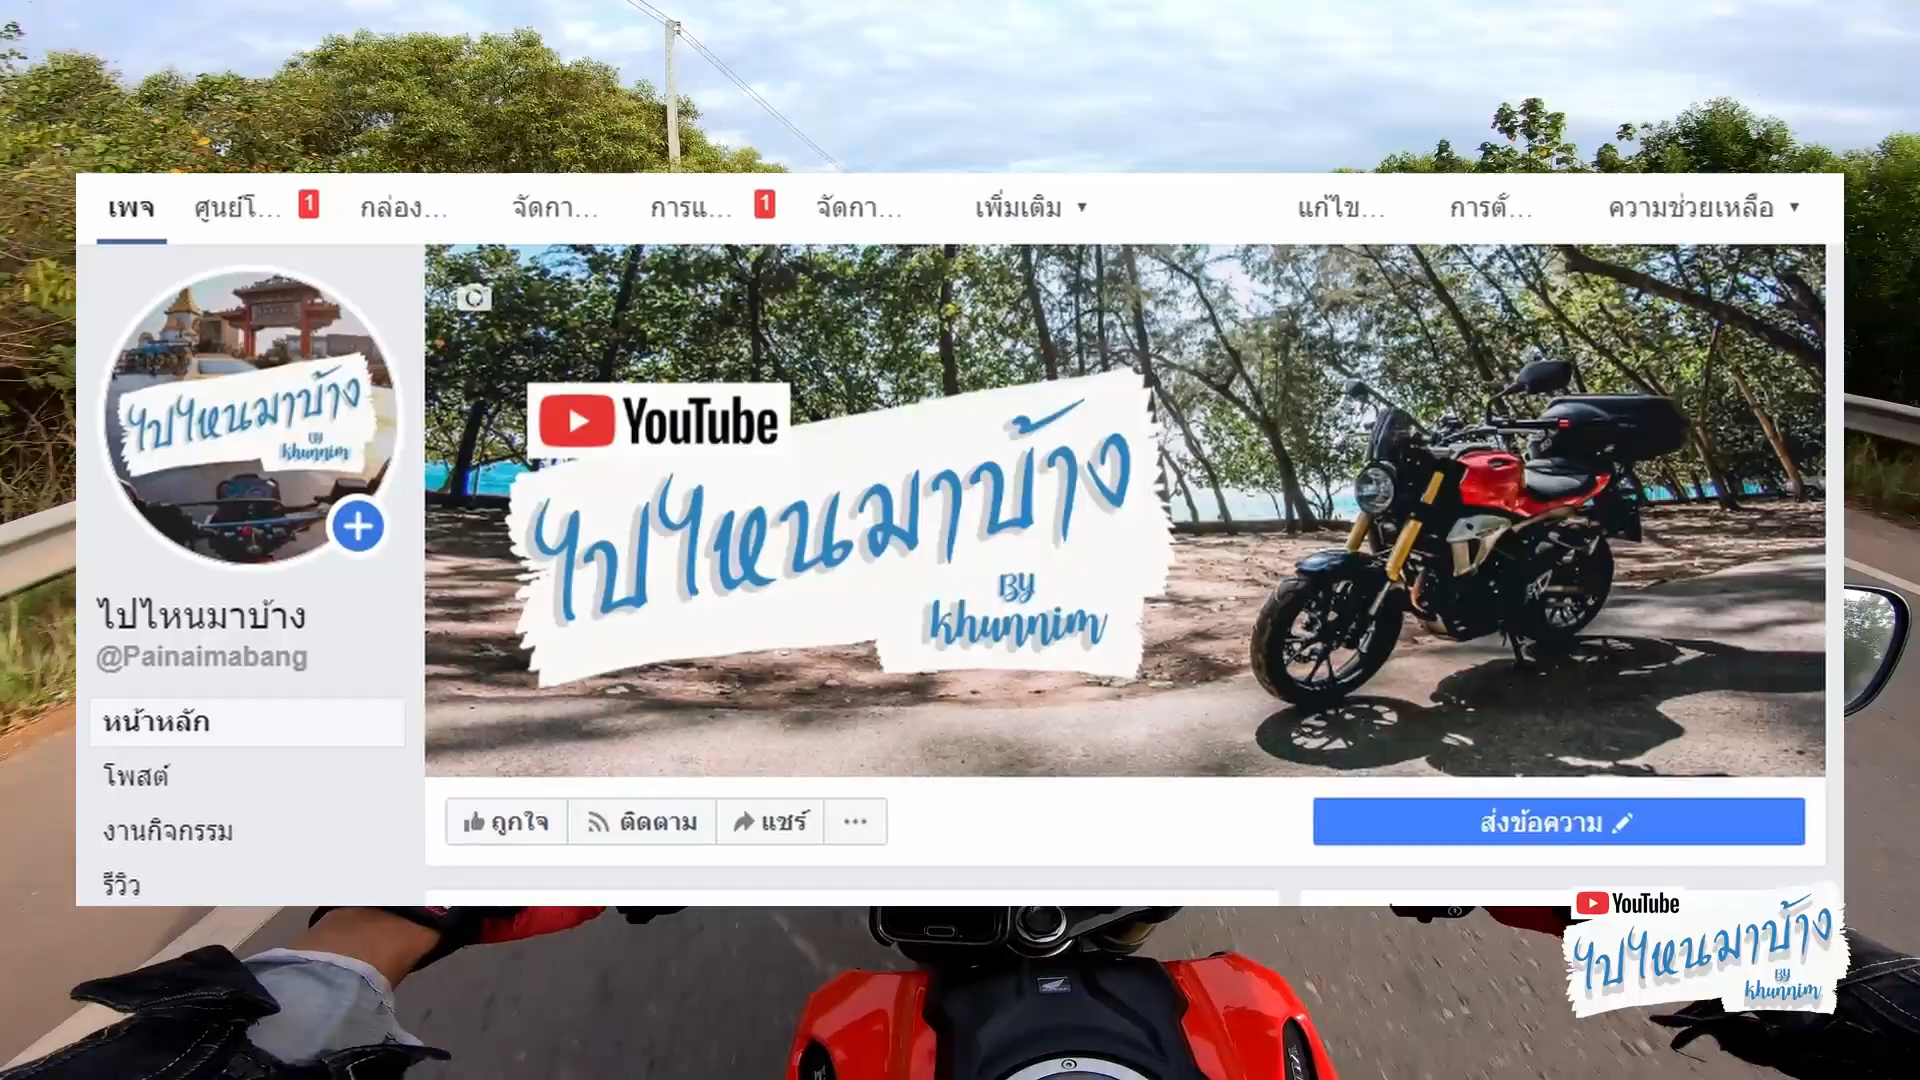 เพจ ศูนย์โ... 1 กล่อง... จัดกา... การแ... 1 จัดกา... เพิ่มเติม แก้ไข... การตั้... ความช่วยเหลือ
ไปไหนมาบ้าง
BY
khunnim
YouTube
ไปไหนมาบ้าง
BY
khunnim
ไปไหนมาบ้าง
@Painaimabang
หน้าหลัก
โพสต์
งานกิจกรรม
รีวิว
ถูกใจ ติดตาม แชร์ ... ส่งข้อความ
YouTube
ไปไหนมาบ้าง
BY
khunnim